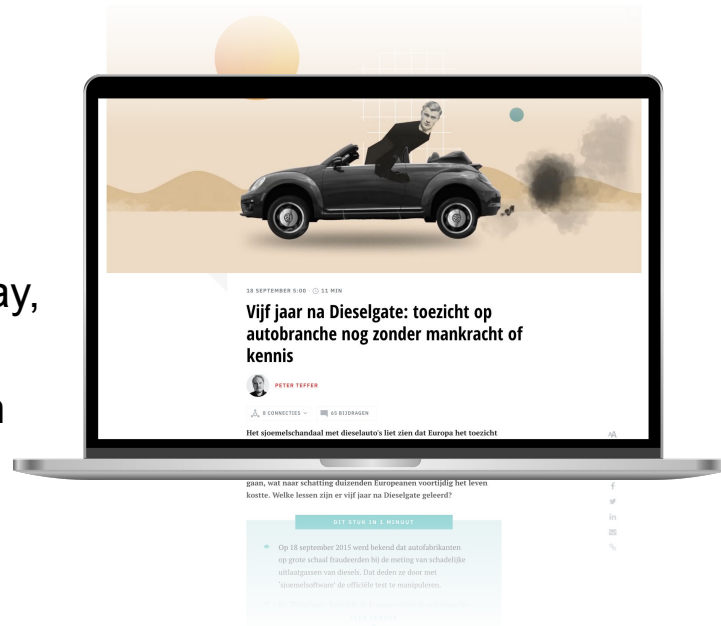 ay,
18 SEPTEMBER 5:00 · 11 MIN
Vijf jaar na Dieselgate: toezicht op
autobranche nog zonder mankracht of
kennis
PETER TEFFER
8 CONNECTIES
65 BIJDRAGEN
Het sjoemelschandaal met dieselauto's liet zien dat Europa het toezicht
AA
gaan, wat naar schatting duizenden Europeanen voortijdig het leven
kostte. Welke lessen zijn er vijf jaar na Dieselgate geleerd?
DIT STUK IN 1 MINUUT
Op 18 september 2015 werd bekend dat autofabrikanten
op grote schaal fraudeerden bij de meting van schadelijke
uitlaatgassen van diesels. Dat deden ze door met
'sjoemelsoftware' de officiële test te manipuleren.